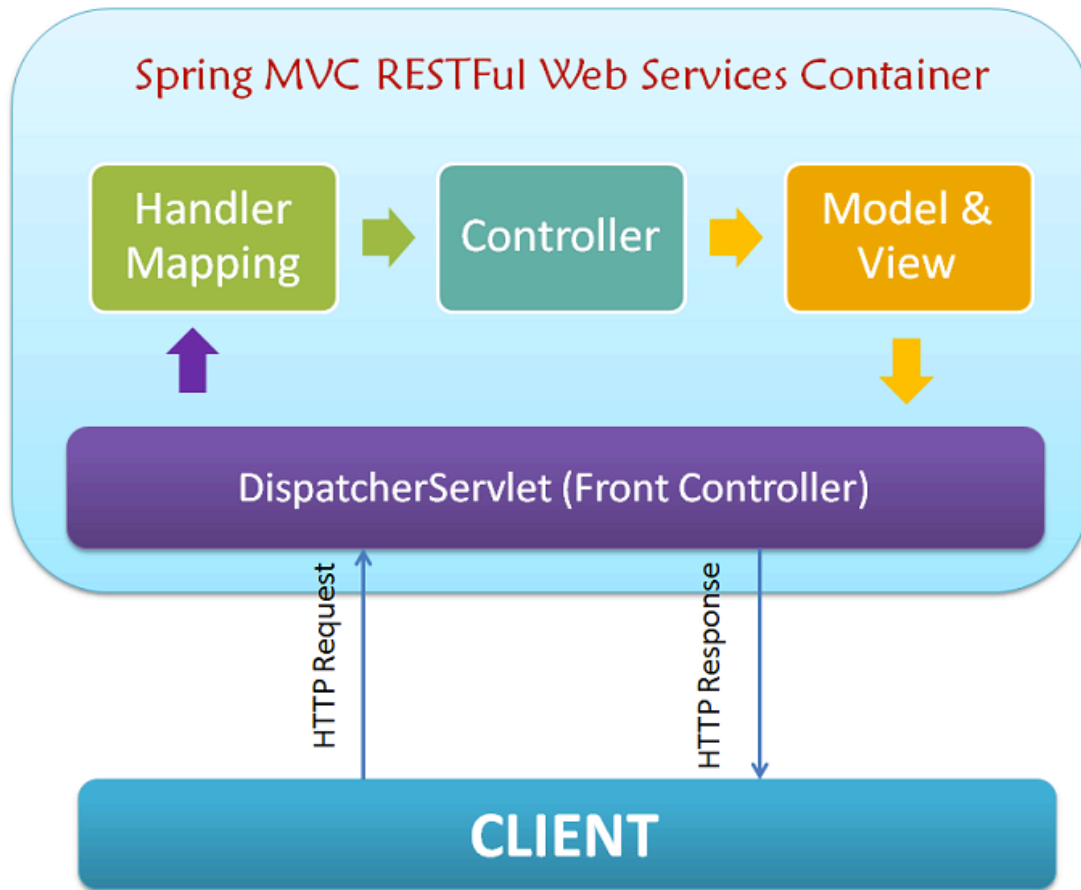 Spring MVC RESTFul Web Services Container
Handler
Mapping
Controller
Model &
View
DispatcherServlet (Front Controller)
HTTP Request
HTTP Response
CLIENT